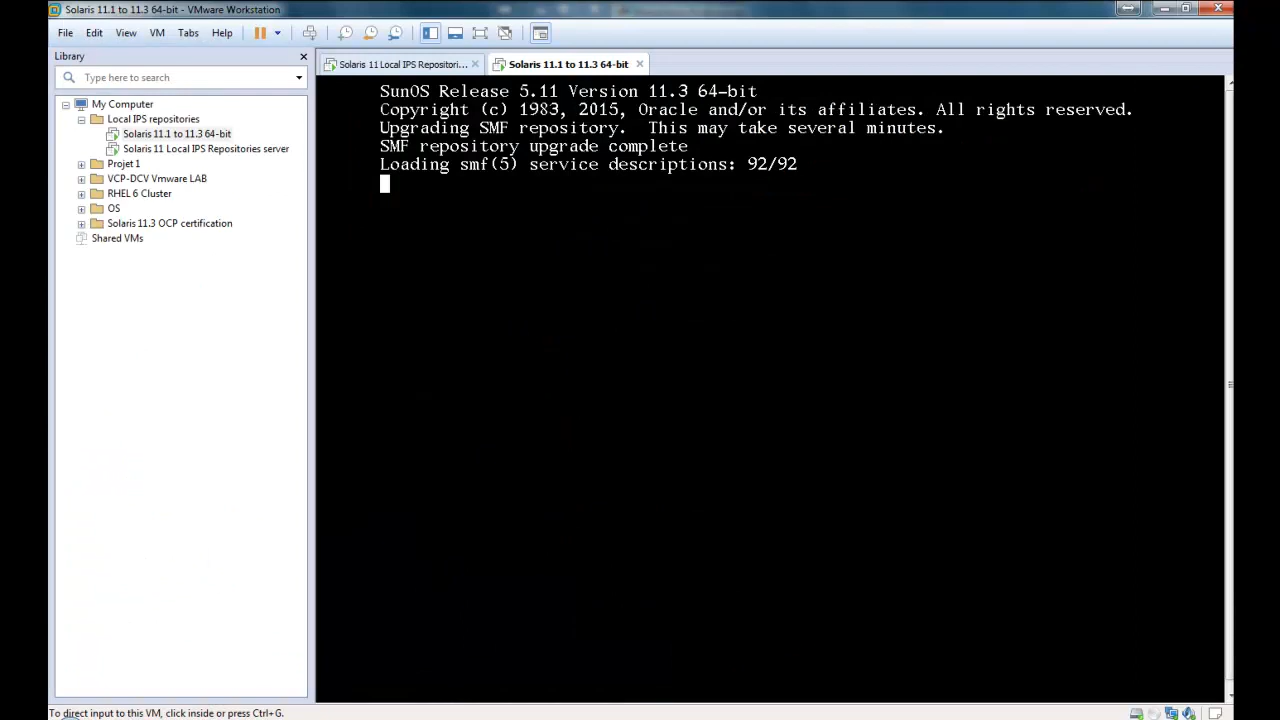 Solaris 11.1 to 11.3 64-bit - VMware Workstation
File Edit View VM Tabs Help
Library
Type here to search
My Computer
Local IPS repositories
Solaris 11.1 to 11.3 64-bit
Solaris 11 Local IPS Repositories server
Projet 1
VCP-DCV Vmware LAB
RHEL 6 Cluster
OS
Solaris 11.3 OCP certification
Shared VMs
Solaris 11 Local IPS Repositori...
Solaris 11.1 to 11.3 64-bit
SunOS Release 5.11 Version 11.3 64-bit
Copyright (c) 1983, 2015, Oracle and/or its affiliates. All rights reserved.
Upgrading SMF repository.  This may take several minutes.
SMF repository upgrade complete
Loading smf(5) service descriptions: 92/92
To direct input to this VM, click inside or press Ctrl+G.